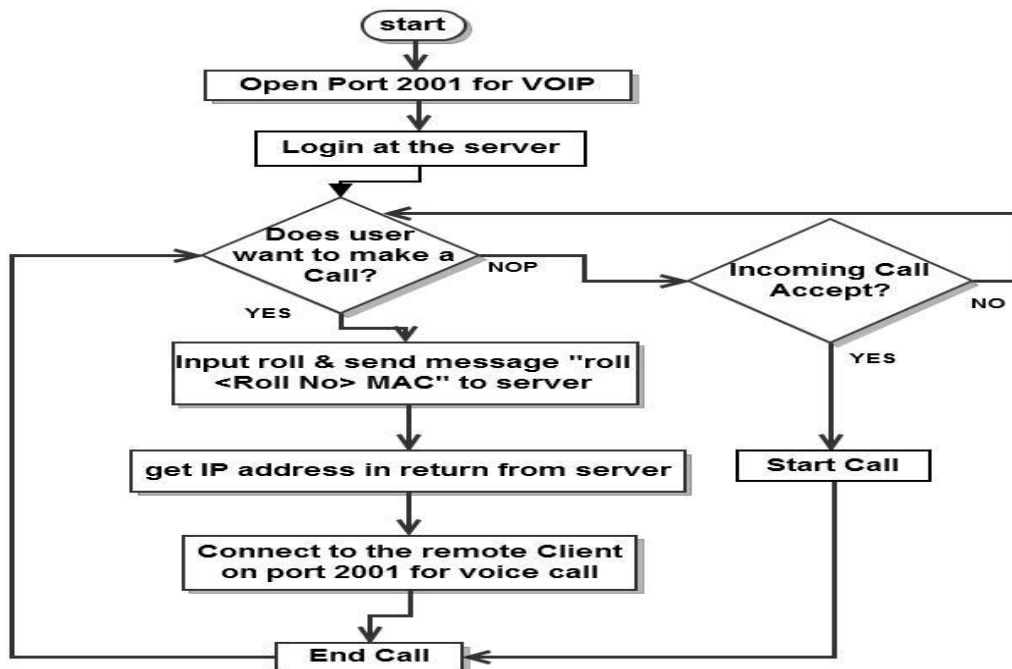 start
Open Port 2001 for VOIP
Login at the server
Does user
want to make a
Call?
NOP
YES
Incoming Call
Accept?
NO
YES
Input roll & send message "roll
<Roll No> MAC" to server
get IP address in return from server
Start Call
Connect to the remote Client
on port 2001 for voice call
End Call